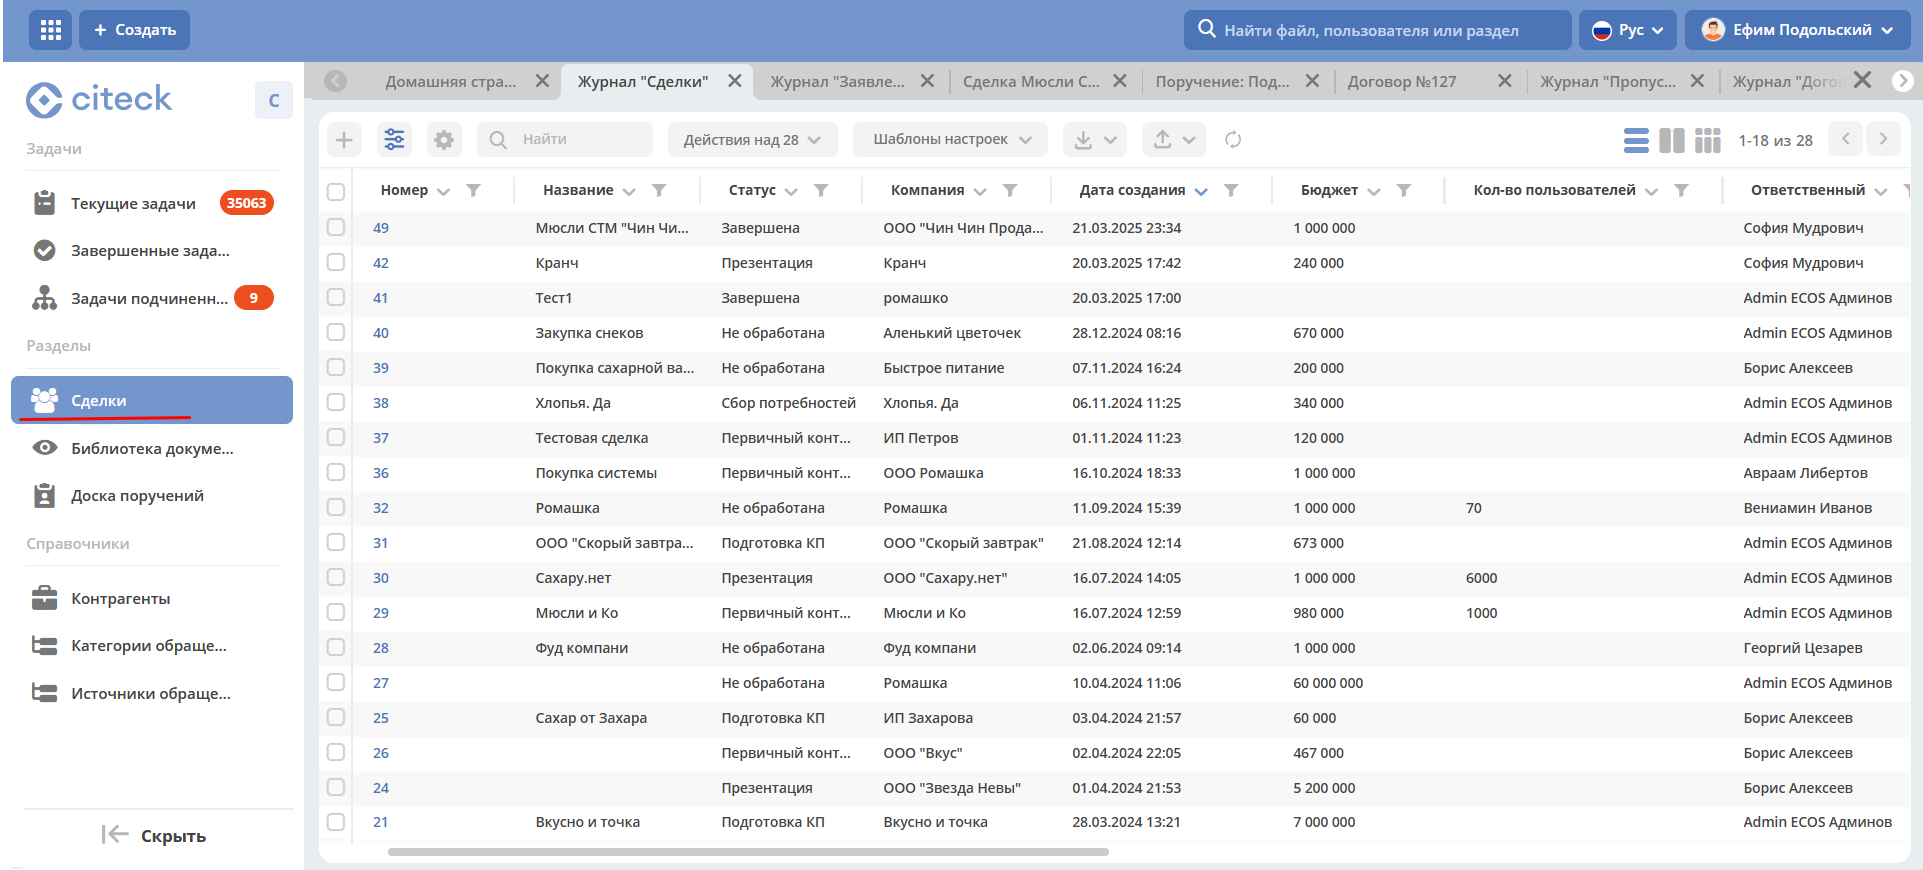 + Создать
Найти файл, пользователя или раздел
Рус
Ефим Подольский
citeck
С
Домашняя стра...
Журнал "Сделки"
Журнал "Заявле...
Сделка Мюсли С...
Поручение: Под...
Договор №127
Журнал "Пропус...
Журнал "Догов
Задачи
Текущие задачи 35063
Завершенные зада...
Задачи подчиненн... 9
Разделы
Сделки
Библиотека докуме...
Доска поручений
Справочники
Контрагенты
Категории обраще...
Источники обраще...
Скрыть
Найти
Действия над 28
Шаблоны настроек
1-18 из 28
Номер Название Статус Компания Дата создания Бюджет Кол-во пользователей Ответственный
49 Мюсли СТМ "Чин Чи... Завершена ООО "Чин Чин Прода... 21.03.2025 23:34 1 000 000 София Мудрович
42 Кранч Презентация Кранч 20.03.2025 17:42 240 000 София Мудрович
41 Тест1 Завершена ромашко 20.03.2025 17:00 Admin ECOS Админов
40 Закупка снеков Не обработана Аленький цветочек 28.12.2024 08:16 670 000 Admin ECOS Админов
39 Покупка сахарной ва... Не обработана Быстрое питание 07.11.2024 16:24 200 000 Борис Алексеев
38 Хлопья. Да Сбор потребностей Хлопья. Да 06.11.2024 11:25 340 000 Admin ECOS Админов
37 Тестовая сделка Первичный конт... ИП Петров 01.11.2024 11:23 120 000 Admin ECOS Админов
36 Покупка системы Первичный конт... ООО Ромашка 16.10.2024 18:33 1 000 000 Авраам Либертов
32 Ромашка Не обработана Ромашка 11.09.2024 15:39 1 000 000 70 Вениамин Иванов
31 ООО "Скорый завтра... Подготовка КП ООО "Скорый завтрак" 21.08.2024 12:14 673 000 Admin ECOS Админов
30 Сахару.нет Презентация ООО "Сахару.нет" 16.07.2024 14:05 1 000 000 6000 Admin ECOS Админов
29 Мюсли и Ко Первичный конт... Мюсли и Ко 16.07.2024 12:59 980 000 1000 Admin ECOS Админов
28 Фуд компани Не обработана Фуд компани 02.06.2024 09:14 1 000 000 Георгий Цезарев
27 Не обработана Ромашка 10.04.2024 11:06 60 000 000 Admin ECOS Админов
25 Сахар от Захара Подготовка КП ИП Захарова 03.04.2024 21:57 60 000 Борис Алексеев
26 Первичный конт... ООО "Вкус" 02.04.2024 22:05 467 000 Борис Алексеев
24 Презентация ООО "Звезда Невы" 01.04.2024 21:53 5 200 000 Борис Алексеев
21 Вкусно и точка Подготовка КП Вкусно и точка 28.03.2024 13:21 7 000 000 Admin ECOS Админов